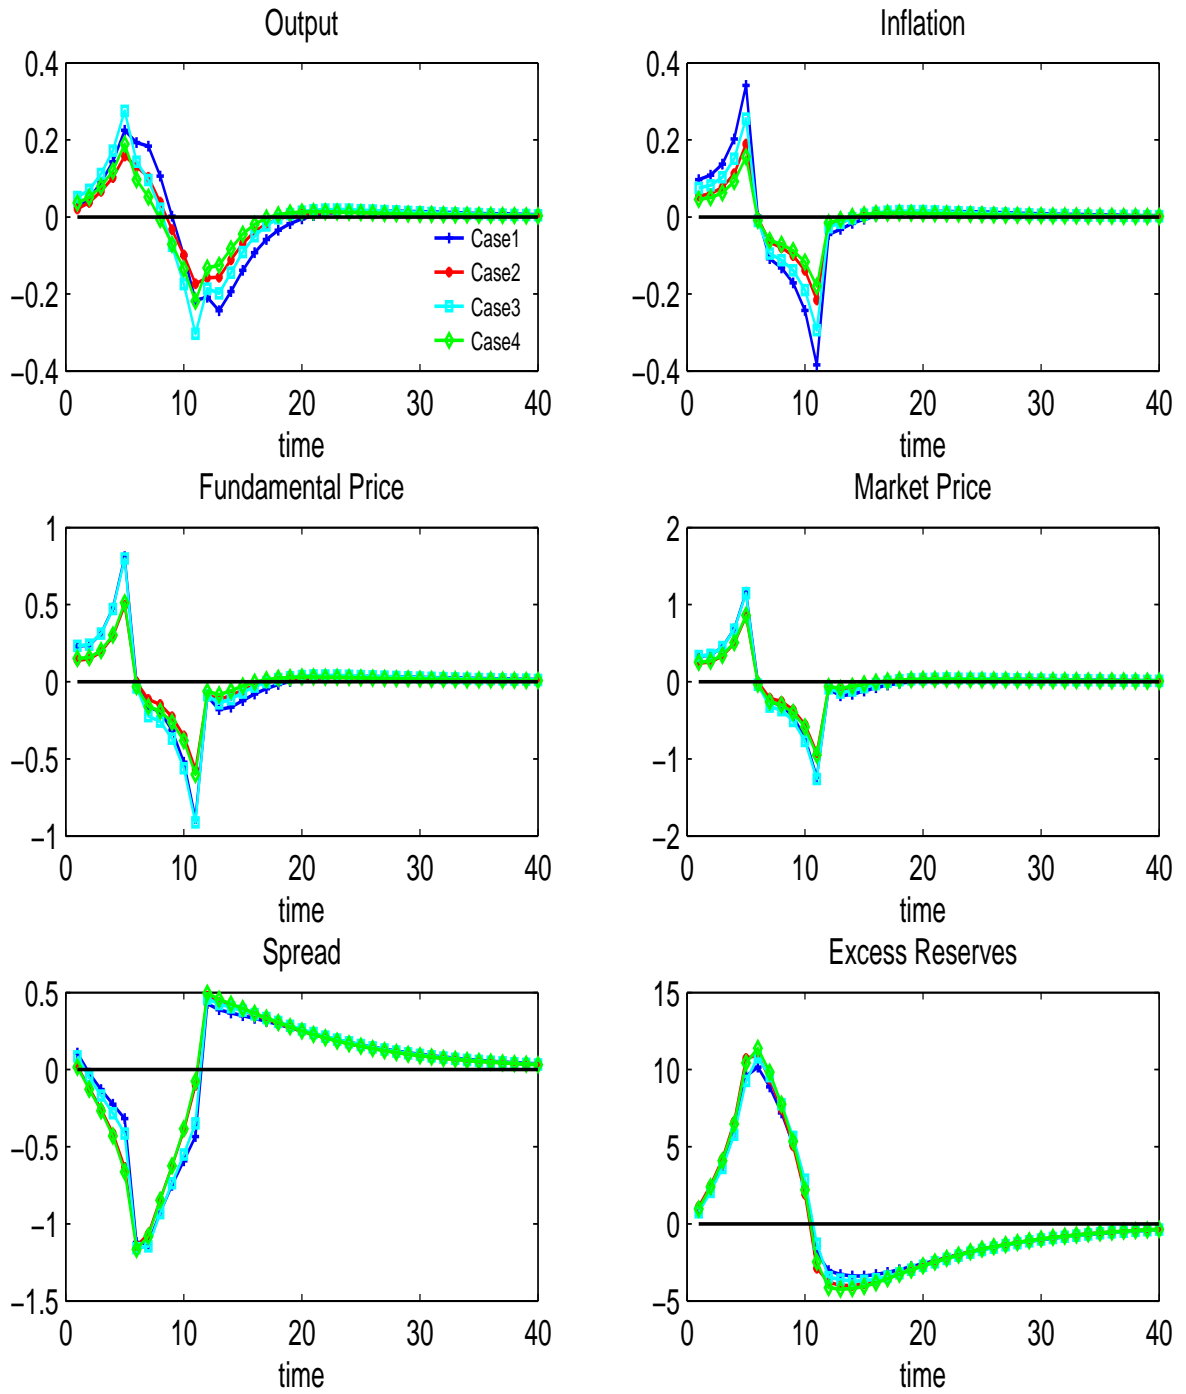 Output
0.4
0.2
0
−0.2
−0.4
0 10 20 30 40
time
Case1
Case2
Case3
Case4
Inflation
0.4
0.2
0
−0.2
−0.4
0 10 20 30 40
time
Fundamental Price
1
0.5
0
−0.5
−1
0 10 20 30 40
time
Market Price
2
1
0
−1
−2
0 10 20 30 40
time
Spread
0.5
0
−0.5
−1
−1.5
0 10 20 30 40
time
Excess Reserves
15
10
5
0
−5
0 10 20 30 40
time